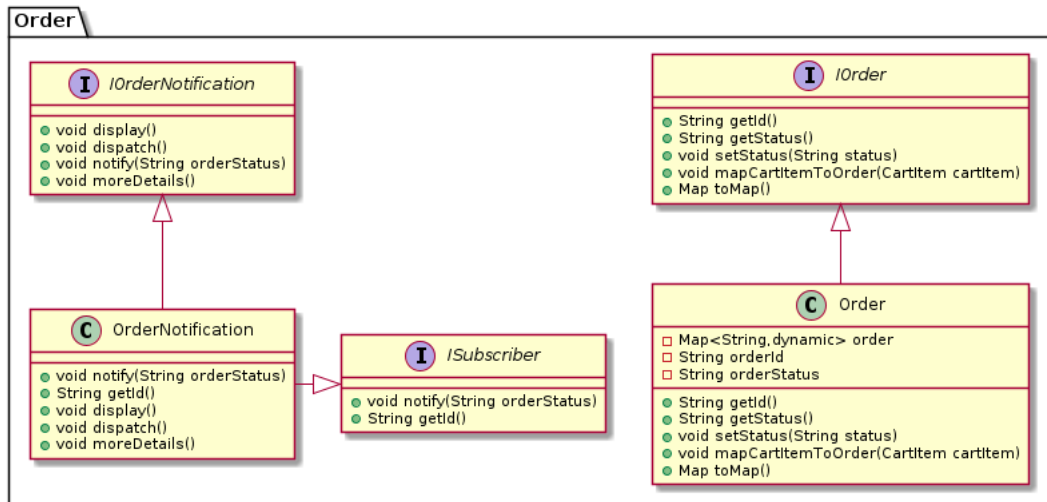 Order
I IOrderNotification
void display()
void dispatch()
void notify(String orderStatus)
void moreDetails()
I IOrder
String getId()
String getStatus()
void setStatus(String status)
void mapCartItemToOrder(CartItem cartItem)
Map toMap()
C OrderNotification
void notify(String orderStatus)
String getId()
void display()
void dispatch()
void moreDetails()
I ISubscriber
void notify(String orderStatus)
String getId()
C Order
Map<String,dynamic> order
String orderId
String orderStatus
String getId()
String getStatus()
void setStatus(String status)
void mapCartItemToOrder(CartItem cartItem)
Map toMap()